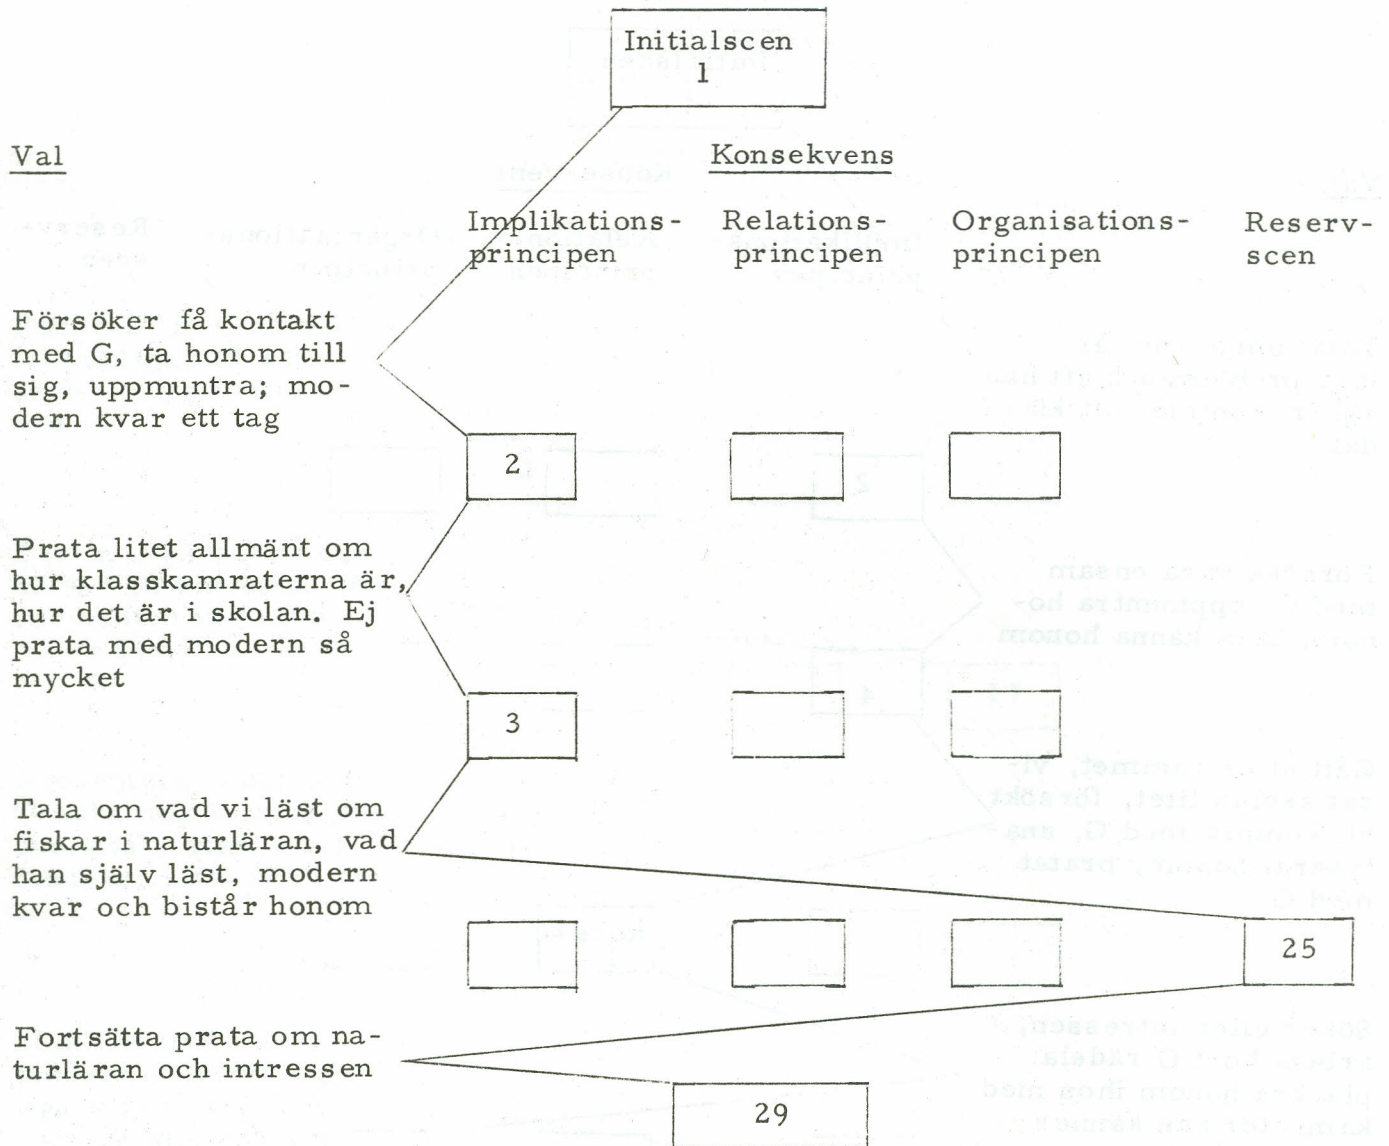 Initialscen
1
Val
Konsekvens
Implikations-
principen
Relations-
principen
Organisations-
principen
Reserv-
scen
Försöker få kontakt
med G, ta honom till
sig, uppmuntra; mo-
dern kvar ett tag
2
Prata litet allmänt om
hur klasskamraterna är,
hur det är i skolan. Ej
prata med modern så
mycket
3
Tala om vad vi läst om
fiskar i naturläran, vad
han själv läst, modern
kvar och bistår honom
25
Fortsätta prata om na-
turläran och intressen
29